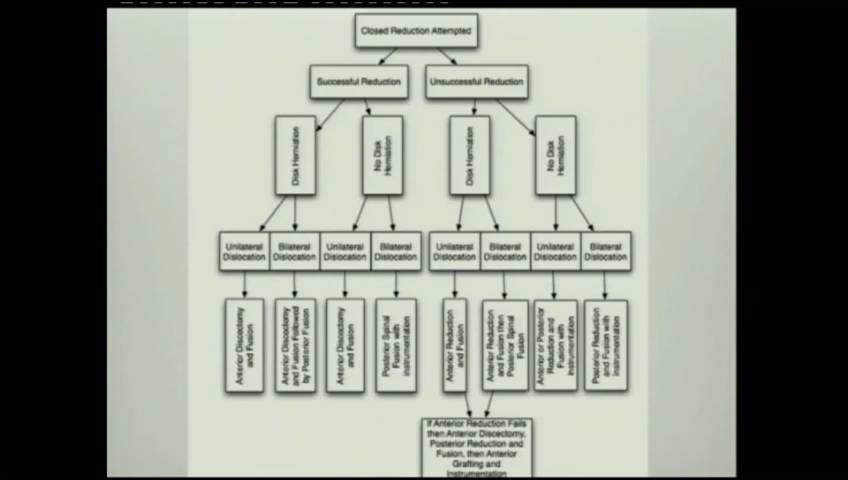 Closed Reduction Attempted
Successful Reduction
Unsuccessful Reduction
Disk Herniation
No Disk
Herniation
Disk Herniation
No Disk
Herniation
Unilateral
Dislocation
Bilateral
Dislocation
Unilateral
Dislocation
Bilateral
Dislocation
Unilateral
Dislocation
Bilateral
Dislocation
Unilateral
Dislocation
Bilateral
Dislocation
Anterior Discectomy
and Fusion
Anterior Discectomy
and Fusion Followed
by Posterior Fusion
Anterior Discectomy
and Fusion
Posterior Spinal
Fusion with
instrumentation
Anterior Reduction
and Fusion
Anterior Reduction
and Fusion then
Posterior Spinal
Fusion
Anterior or Posterior
Reduction and
Fusion with
Instrumentation
Posterior Reduction
and Fusion with
instrumentation
If Anterior Reduction Fails
then Anterior Discectomy,
Posterior Reduction and
Fusion, then Anterior
Grafting and
Instrumentation